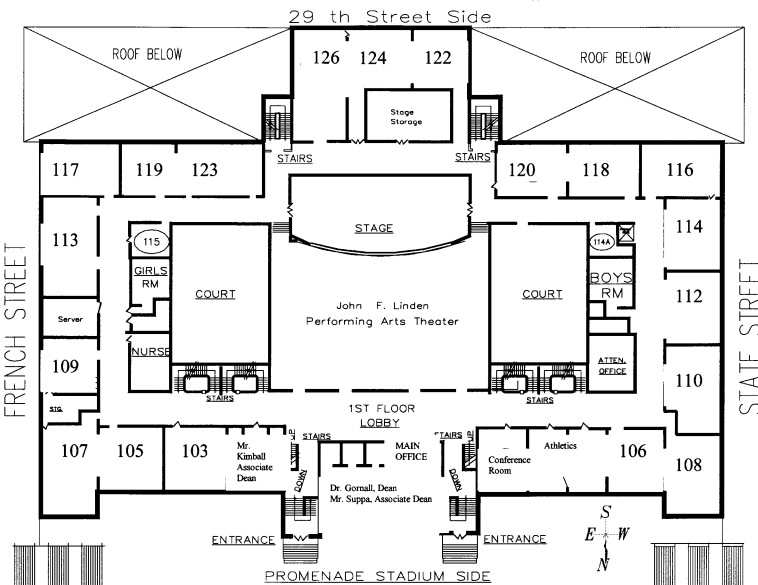 29 th Street Side
ROOF BELOW
ROOF BELOW
126
124
122
Stage
Storage
STAIRS
STAIRS
117
119
123
120
118
116
113
115
STAGE
114A
114
GIRLS
RM
BOYS
RM
COURT
COURT
112
John F. Linden
Performing Arts Theater
Server
NURSE
ATTEN.
OFFICE
109
110
STG.
STAIRS
STAIRS
1ST FLOOR
LOBBY
FRENCH STREET
STATE STREET
107
105
103
Mr.
Kimball
Associate
Dean
UP
STAIRS
MAIN
OFFICE
STAIRS
UP
DOWN
DOWN
Dr. Gornall, Dean
Mr. Suppa, Associate Dean
Conference
Room
Athletics
106
108
ENTRANCE
ENTRANCE
S
E
W
N
PROMENADE STADIUM SIDE